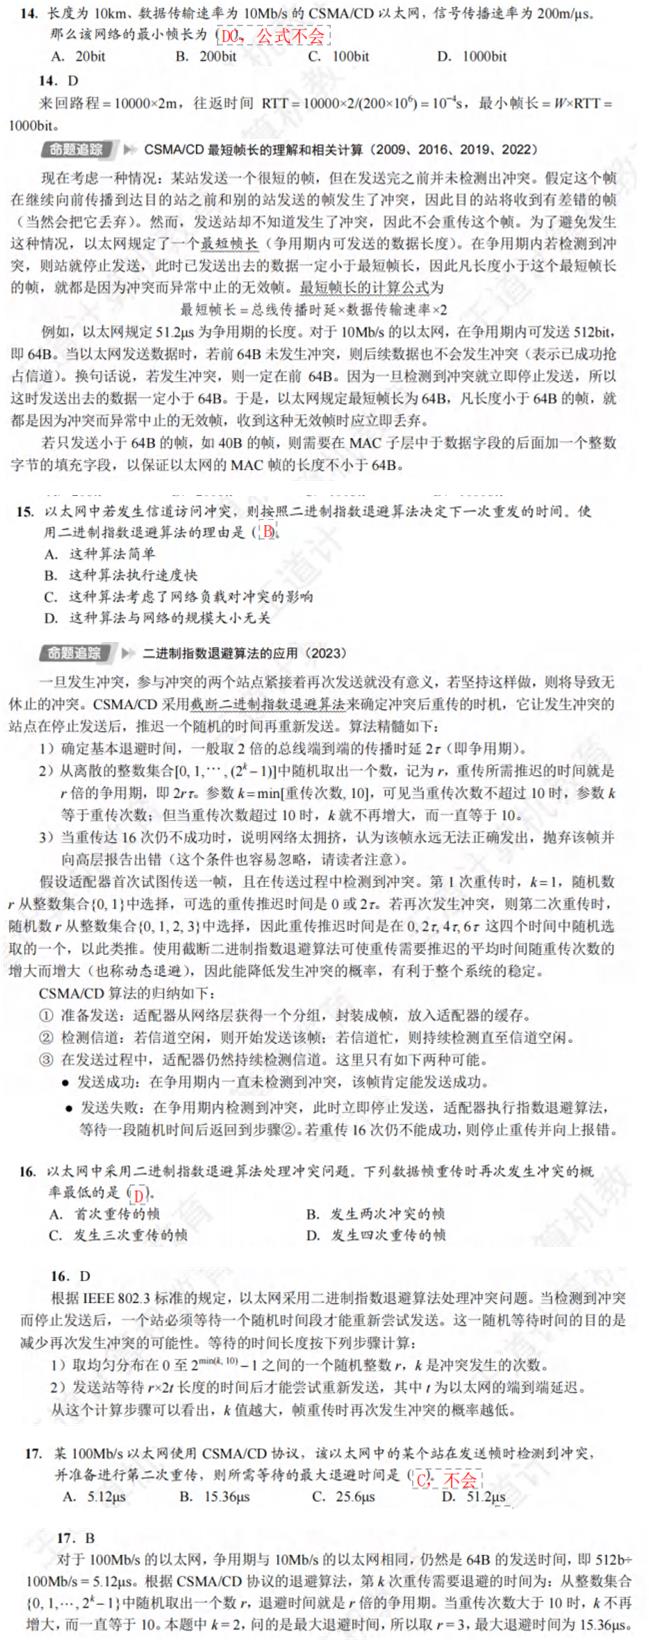 14. 长度为 10km、数据传输速率为 10Mb/s 的 CSMA/CD 以太网，信号传播速率为 200m/μs。
那么该网络的最小帧长为（D）。公式不会
A. 20bit B. 200bit C. 100bit D. 1000bit
14. D
来回路程 = 10000×2m，往返时间 RTT = 10000×2/(200×10⁶) = 10⁻⁴s，最小帧长 = W×RTT =
1000bit。
命题追踪 CSMA/CD 最短帧长的理解和相关计算（2009、2016、2019、2022）
现在考虑一种情况：某站发送一个很短的帧，但在发送完之前并未检测出冲突。假定这个帧
在继续向前传播到达目的站之前和别的站发送的帧发生了冲突，因此目的站将收到有差错的帧
（当然会把它丢弃）。然而，发送站却不知道发生了冲突，因此不会重传这个帧。为了避免发生
这种情况，以太网规定了一个最短帧长（争用期内可发送的数据长度）。在争用期内若检测到冲
突，则站就停止发送，此时已发送出去的数据一定小于最短帧长，因此凡长度小于这个最短帧长
的帧，就都是因为冲突而异常中止的无效帧。最短帧长的计算公式为
最短帧长 = 总线传播时延×数据传输速率×2
例如，以太网规定 51.2μs 为争用期的长度。对于 10Mb/s 的以太网，在争用期内可发送 512bit，
即 64B。当以太网发送数据时，若前 64B 未发生冲突，则后续数据也不会发生冲突（表示已成功抢
占信道）。换句话说，若发生冲突，则一定在前 64B。因为一旦检测到冲突就立即停止发送，所以
这时发送出去的数据一定小于 64B。于是，以太网规定最短帧长为 64B，凡长度小于 64B 的帧，就
都是因为冲突而异常中止的无效帧，收到这种无效帧时应立即丢弃。
若只发送小于 64B 的帧，如 40B 的帧，则需要在 MAC 子层中于数据字段的后面加一个整数
字节的填充字段，以保证以太网的 MAC 帧的长度不小于 64B。
15. 以太网中若发生信道访问冲突，则按照二进制指数退避算法决定下一次重发的时间。使
用二进制指数退避算法的理由是（B）。
A. 这种算法简单
B. 这种算法执行速度快
C. 这种算法考虑了网络负载对冲突的影响
D. 这种算法与网络的规模大小无关
命题追踪 二进制指数退避算法的应用（2023）
一旦发生冲突，参与冲突的两个站点紧接着再次发送就没有意义，若坚持这样做，则将导致无
休止的冲突。CSMA/CD 采用截断二进制指数退避算法来确定冲突后重传的时机，它让发生冲突的
站点在停止发送后，推迟一个随机的时间再重新发送。算法精髓如下：
1）确定基本退避时间，一般取 2 倍的总线端到端的传播时延 2τ（即争用期）。
2）从离散的整数集合[0, 1,⋯, (2ᵏ − 1)]中随机取出一个数，记为 r，重传所需推迟的时间就是
r 倍的争用期，即 2rτ。参数 k = min[重传次数, 10]，可见当重传次数不超过 10 时，参数 k
等于重传次数；但当重传次数超过 10 时，k 就不再增大，而一直等于 10。
3）当重传达 16 次仍不成功时，说明网络太拥挤，认为该帧永远无法正确发出，抛弃该帧并
向高层报告出错（这个条件也容易忽略，请读者注意）。
假设适配器首次试图传送一帧，且在传送过程中检测到冲突。第 1 次重传时，k = 1，随机数
r 从整数集合{0, 1}中选择，可选的重传推迟时间是 0 或 2τ。若再次发生冲突，则第二次重传时，
随机数 r 从整数集合{0, 1, 2, 3}中选择，因此重传推迟时间是在 0, 2τ, 4τ, 6τ 这四个时间中随机选
取的一个，以此类推。使用截断二进制指数退避算法可使重传需要推迟的平均时间随重传次数的
增大而增大（也称动态退避），因此能降低发生冲突的概率，有利于整个系统的稳定。
CSMA/CD 算法的归纳如下：
① 准备发送：适配器从网络层获得一个分组，封装成帧，放入适配器的缓存。
② 检测信道：若信道空闲，则开始发送该帧；若信道忙，则持续检测直至信道空闲。
③ 在发送过程中，适配器仍然持续检测信道。这里只有如下两种可能。
● 发送成功：在争用期内一直未检测到冲突，该帧肯定能发送成功。
● 发送失败：在争用期内检测到冲突，此时立即停止发送，适配器执行指数退避算法，
等待一段随机时间后返回到步骤②。若重传 16 次仍不能成功，则停止重传并向上报错。
16. 以太网中采用二进制指数退避算法处理冲突问题。下列数据帧重传时再次发生冲突的概
率最低的是（D）。
A. 首次重传的帧 B. 发生两次冲突的帧
C. 发生三次重传的帧 D. 发生四次重传的帧
16. D
根据 IEEE 802.3 标准的规定，以太网采用二进制指数退避算法处理冲突问题。当检测到冲突
而停止发送后，一个站必须等待一个随机时间段才能重新尝试发送。这一随机等待时间的目的是
减少再次发生冲突的可能性。等待的时间长度按下列步骤计算：
1）取均匀分布在 0 至 2^min(k, 10) − 1 之间的一个随机整数 r，k 是冲突发生的次数。
2）发送站等待 r×2t 长度的时间后才能尝试重新发送，其中 t 为以太网的端到端延迟。
从这个计算步骤可以看出，k 值越大，帧重传时再次发生冲突的概率越低。
17. 某 100Mb/s 以太网使用 CSMA/CD 协议，该以太网中的某个站在发送帧时检测到冲突，
并准备进行第二次重传，则所需等待的最大退避时间是（C，不会
A. 5.12μs B. 15.36μs C. 25.6μs D. 51.2μs
17. B
对于 100Mb/s 的以太网，争用期与 10Mb/s 的以太网相同，仍然是 64B 的发送时间，即 512b÷
100Mb/s = 5.12μs。根据 CSMA/CD 协议的退避算法，第 k 次重传需要退避的时间为：从整数集合
{0, 1,⋯, 2ᵏ − 1}中随机取出一个数 r，退避时间就是 r 倍的争用期。当重传次数大于 10 时，k 不再
增大，而一直等于 10。本题中 k = 2，问的是最大退避时间，所以取 r = 3，最大退避时间为 15.36μs。